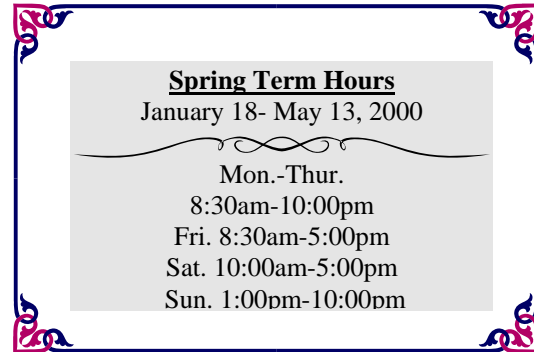 Spring Term Hours
January 18- May 13, 2000
Mon.-Thur.
8:30am-10:00pm
Fri. 8:30am-5:00pm
Sat. 10:00am-5:00pm
Sun. 1:00pm-10:00pm